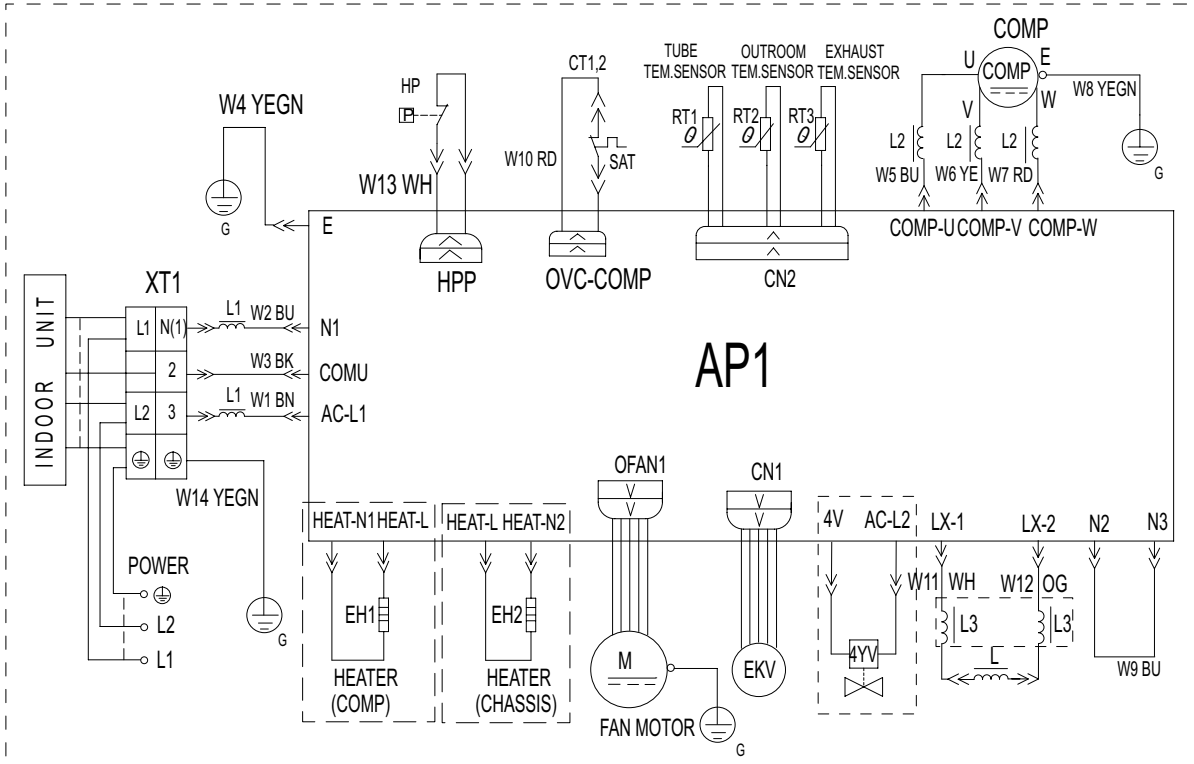 COMP
TUBE
TEM.SENSOR
OUTROOM
TEM.SENSOR
EXHAUST
TEM.SENSOR
CT1,2
HP
P
W4 YEGN
G
W13 WH
W10 RD
SAT
RT1
θ
RT2
θ
RT3
θ
U
COMP
E
V
W
W8 YEGN
G
L2
L2
L2
W5 BU
W6 YE
W7 RD
E
HPP
OVC-COMP
CN2
COMP-U
COMP-V
COMP-W
INDOOR UNIT
XT1
L1
N(1)
L1
W2 BU
N1
2
W3 BK
COMU
L2
3
L1
W1 BN
AC-L1
AP1
W14 YEGN
G
POWER
L2
L1
HEAT-N1
HEAT-L
HEAT-L
HEAT-N2
OFAN1
CN1
4V
AC-L2
LX-1
LX-2
N2
N3
EH1
HEATER
(COMP)
EH2
HEATER
(CHASSIS)
M
FAN MOTOR
G
EKV
4YV
W11
WH
W12
OG
L3
L3
L
W9 BU